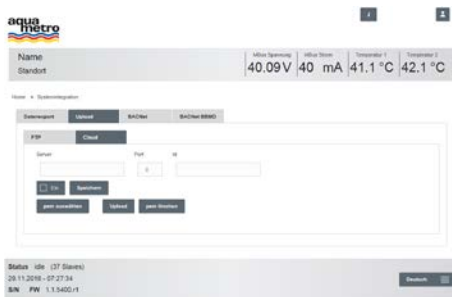 aqua
metro
i
Name
Standort
MBus Spannung MBus Strom Temperatur 1 Temperatur 2
40.09V 40 mA 41.1 °C 42.1 °C
Home Systemintegration
Datenexport Upload BACNet BACNet BBMD
FTP Cloud
Server Port Id
0
Ein Speichern
pem auswählen Upload pem löschen
Status idle (37 Slaves)
29.11.2016 - 07:27:34
S/N FW 1.1.5400.r1
Deutsch